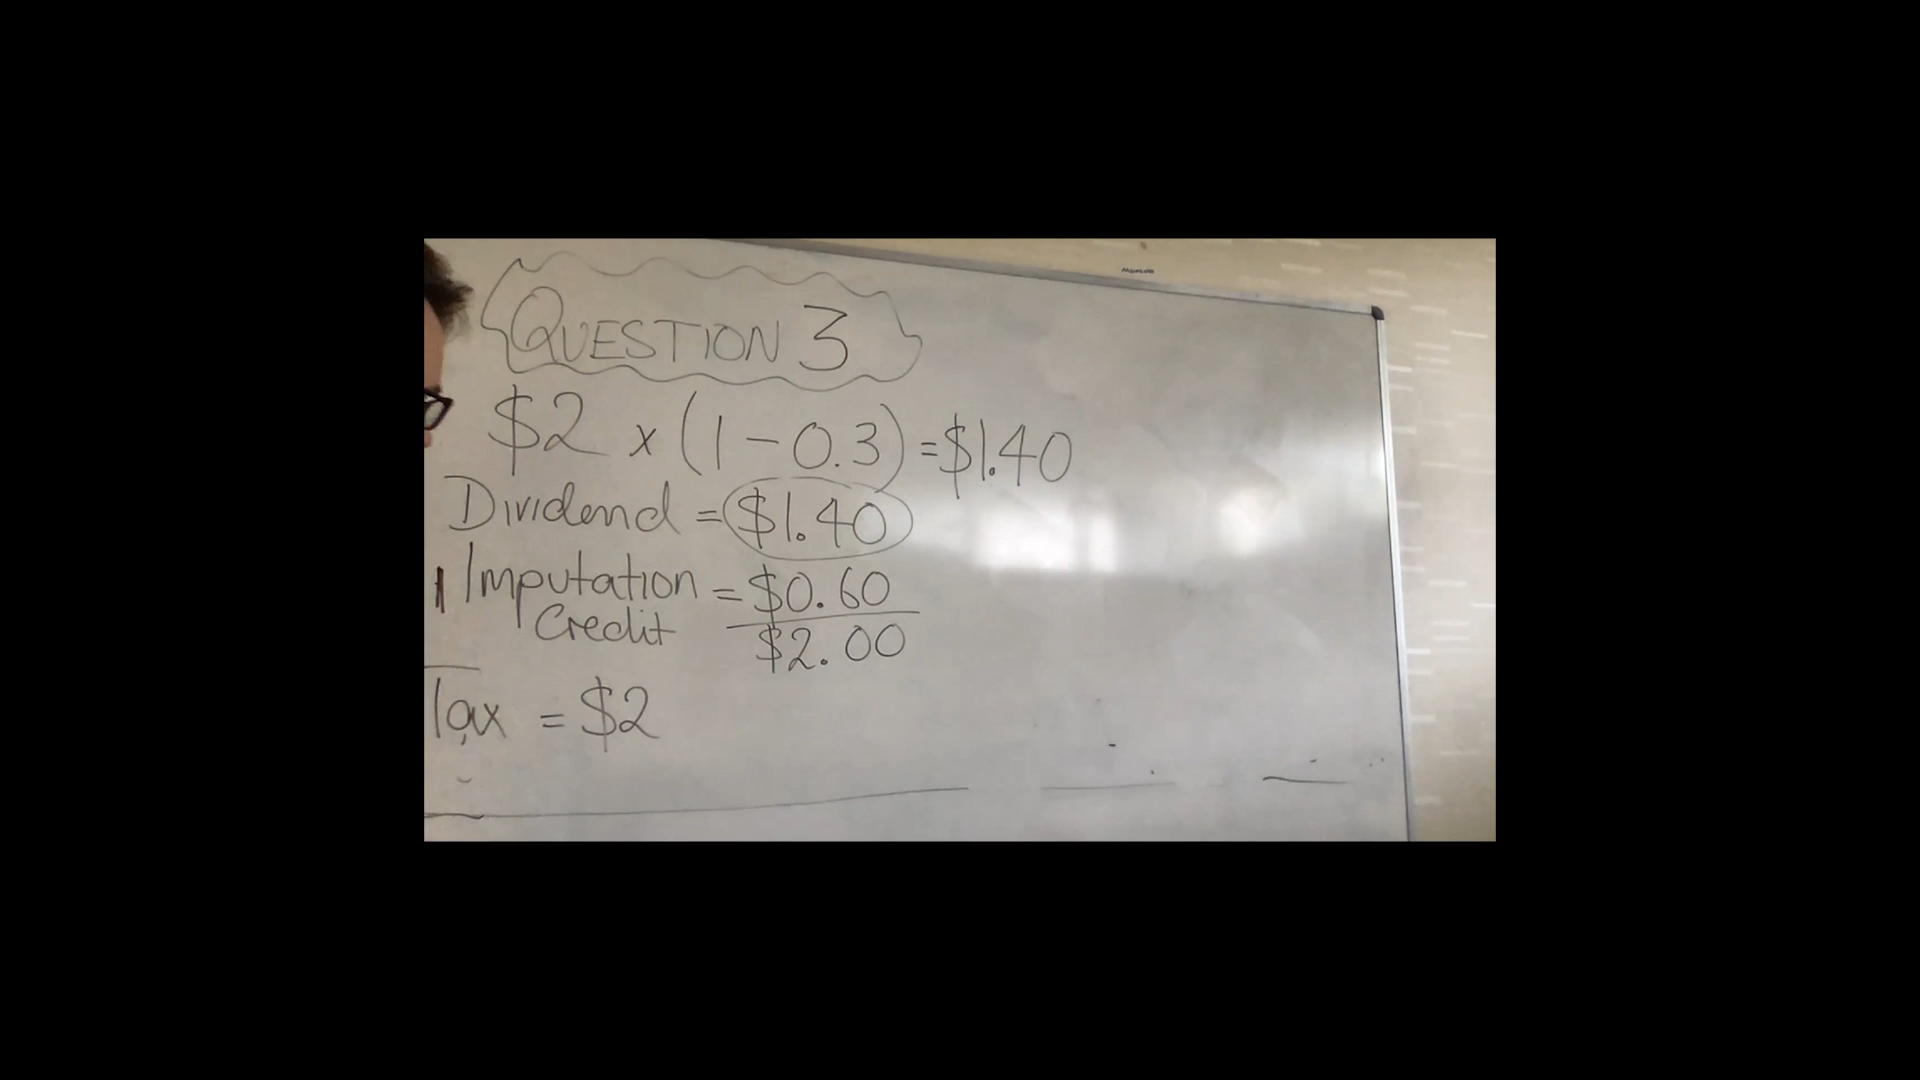 QUESTION 3
$2 x (1 - 0.3) = $1.40
Dividend = $1.40
Imputation = $0.60
Credit $2.00
Tax = $2